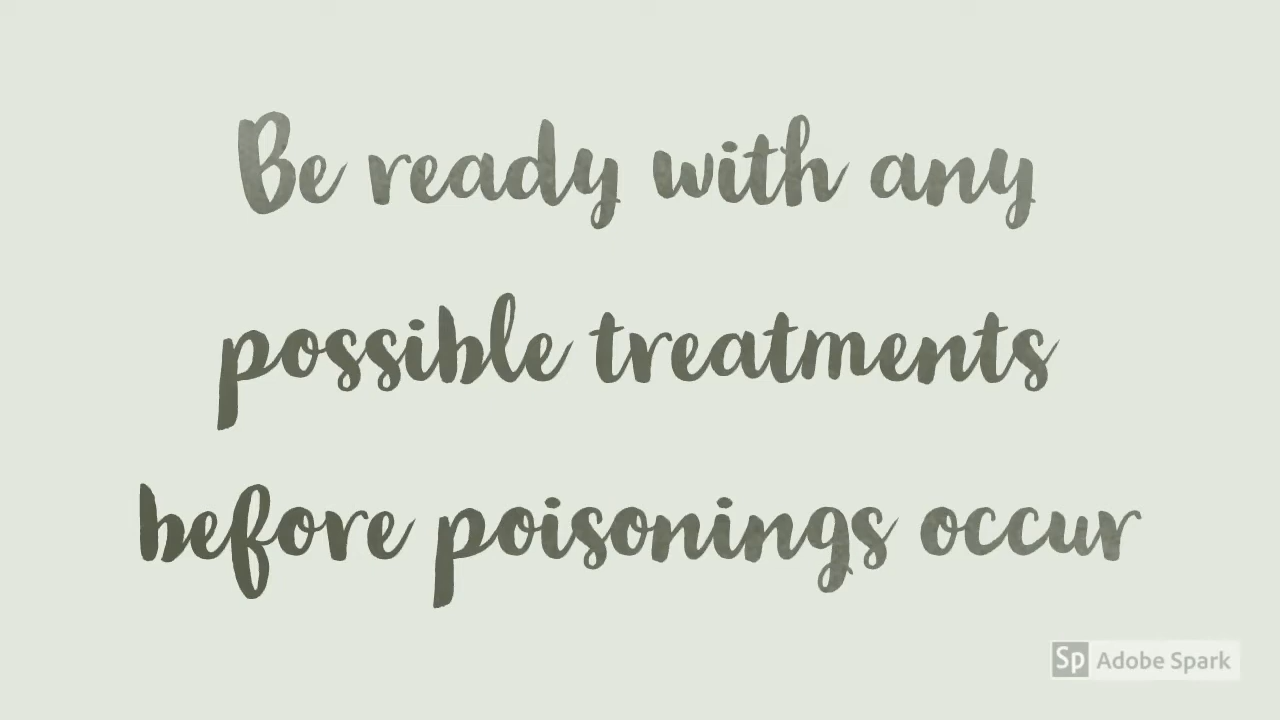 Be ready with any
possible treatments
before poisonings occur
Sp Adobe Spark